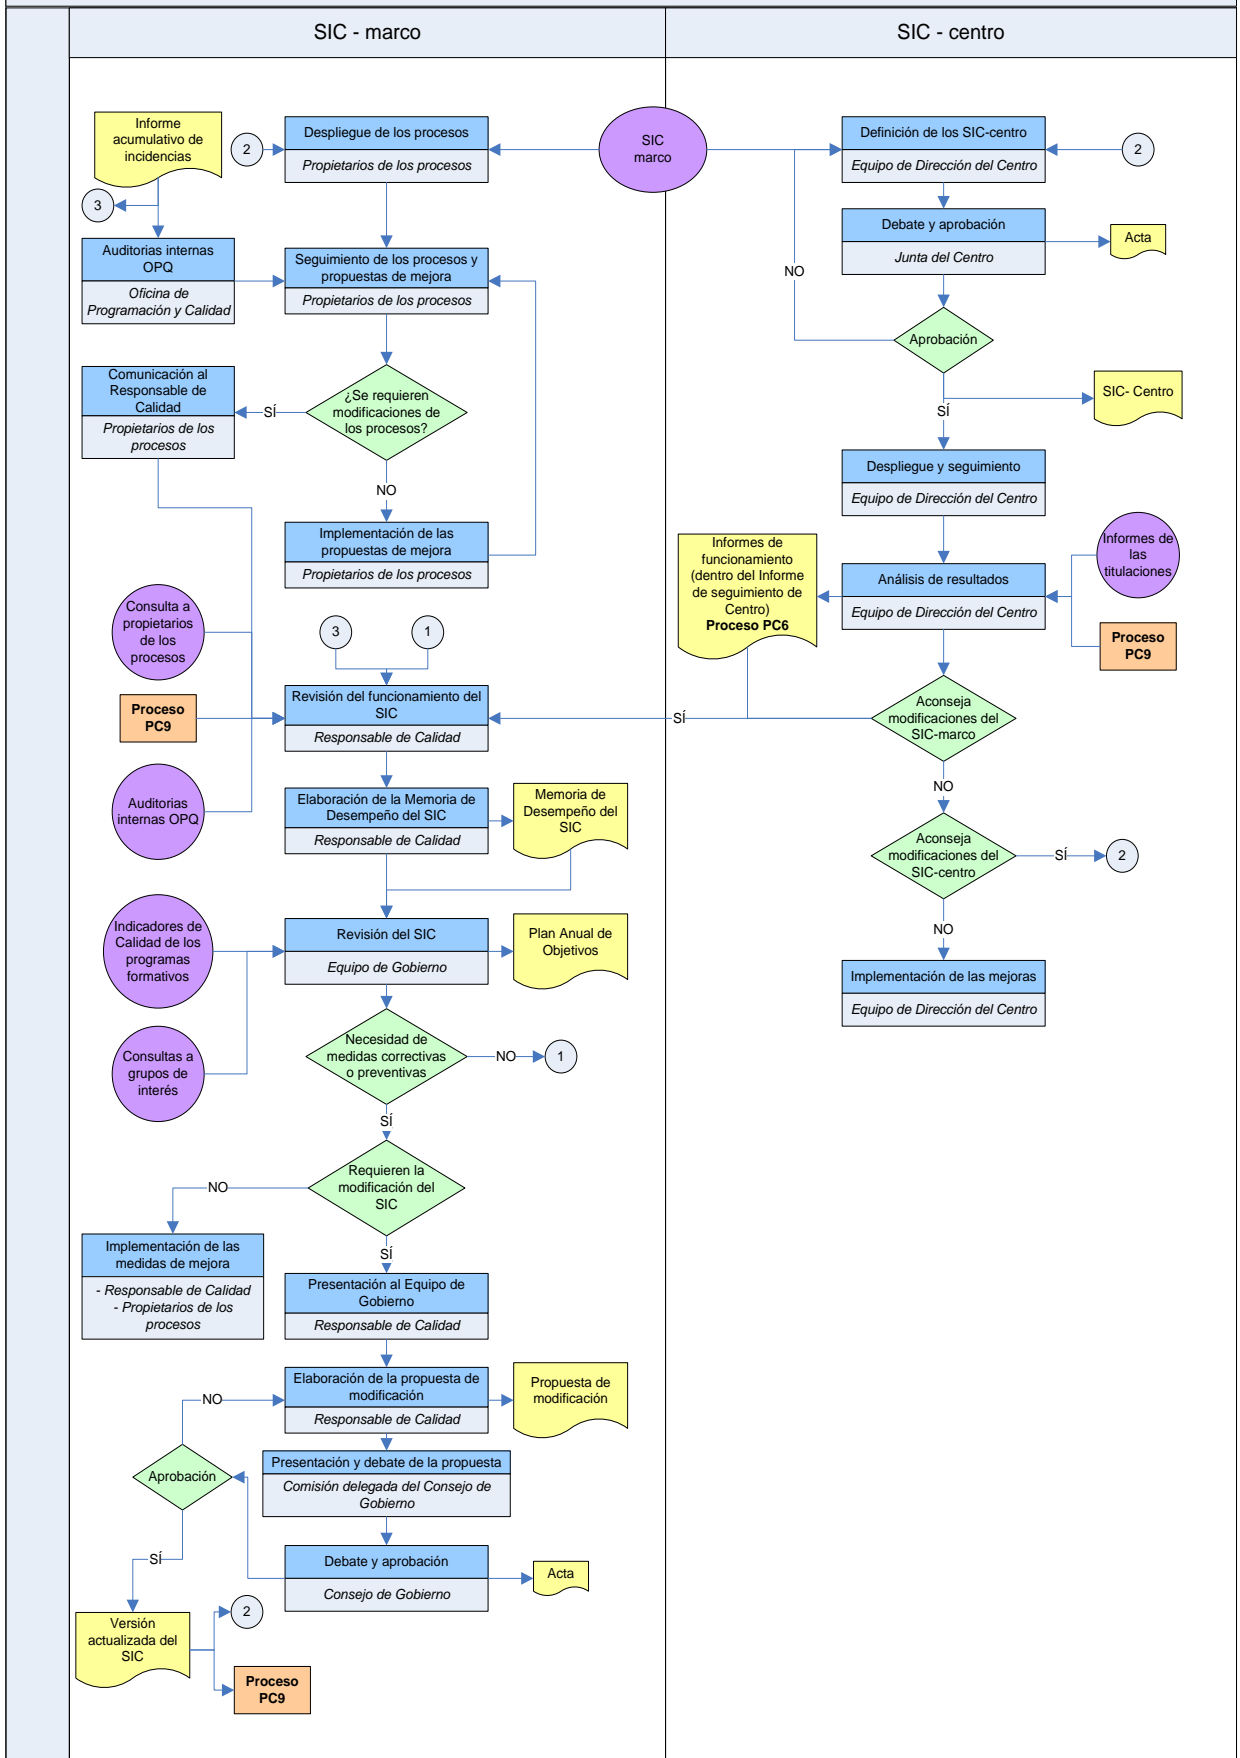 SIC - marco
SIC - centro
Informe
acumulativo de
incidencias
2
Despliegue de los procesos
Propietarios de los procesos
SIC
marco
Definición de los SIC-centro
Equipo de Dirección del Centro
2
3
Auditorias internas
OPQ
Oficina de
Programación y Calidad
Seguimiento de los procesos y
propuestas de mejora
Propietarios de los procesos
NO
Debate y aprobación
Junta del Centro
Acta
Aprobación
Comunicación al
Responsable de
Calidad
Propietarios de los
procesos
SÍ
¿Se requieren
modificaciones de
los procesos?
NO
SÍ
SIC- Centro
Despliegue y seguimiento
Equipo de Dirección del Centro
Implementación de las
propuestas de mejora
Propietarios de los procesos
Informes de
funcionamiento
(dentro del Informe
de seguimiento de
Centro)
Proceso PC6
Análisis de resultados
Equipo de Dirección del Centro
Informes de
las
titulaciones
Proceso
PC9
Consulta a
propietarios
de los
procesos
3
1
Proceso
PC9
Revisión del funcionamiento del
SIC
Responsable de Calidad
SÍ
Aconseja
modificaciones del
SIC-marco
NO
Auditorias
internas OPQ
Elaboración de la Memoria de
Desempeño del SIC
Responsable de Calidad
Memoria de
Desempeño del
SIC
Aconseja
modificaciones del
SIC-centro
SÍ
2
NO
Indicadores de
Calidad de los
programas
formativos
Revisión del SIC
Equipo de Gobierno
Plan Anual de
Objetivos
Implementación de las mejoras
Equipo de Dirección del Centro
Consultas a
grupos de
interés
Necesidad de
medidas correctivas
o preventivas
NO
1
SÍ
Requieren la
modificación del
SIC
NO
SÍ
Implementación de las
medidas de mejora
- Responsable de Calidad
- Propietarios de los
procesos
Presentación al Equipo de
Gobierno
Responsable de Calidad
NO
Elaboración de la propuesta de
modificación
Responsable de Calidad
Propuesta de
modificación
Aprobación
Presentación y debate de la propuesta
Comisión delegada del Consejo de
Gobierno
SÍ
Debate y aprobación
Consejo de Gobierno
Acta
Versión
actualizada del
SIC
2
Proceso
PC9